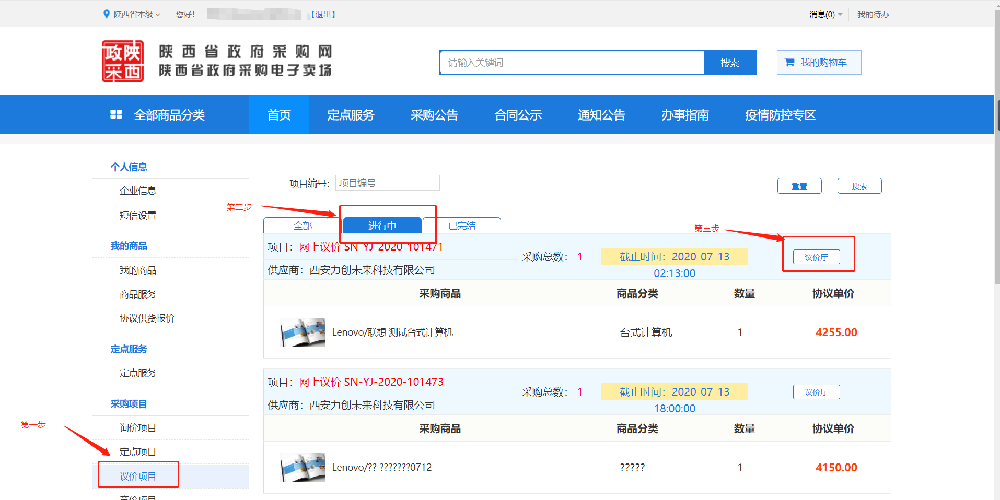 陕西省本级 您好！ 【退出】 消息(0) 我的待办
政陕采西
陕西省政府采购网
陕西省政府采购电子卖场
请输入关键词 搜索 我的购物车
全部商品分类 首页 定点服务 采购公告 合同公示 通知公告 办事指南 疫情防控专区
个人信息
企业信息
短信设置
我的商品
我的商品
商品服务
协议供货报价
定点服务
定点服务
采购项目
询价项目
定点项目
议价项目
竞价项目
第一步
项目编号： 项目编号 重置 搜索
第二步
全部 进行中 已完结
第三步
项目：网上议价 SN-YJ-2020-101471
供应商：西安力创未来科技有限公司
采购总数： 1
截止时间：2020-07-13
02:13:00
议价厅
采购商品 商品分类 数量 协议单价
Lenovo/联想 测试台式计算机 台式计算机 1 4255.00
项目：网上议价 SN-YJ-2020-101473
供应商：西安力创未来科技有限公司
采购总数： 1
截止时间：2020-07-13
18:00:00
议价厅
采购商品 商品分类 数量 协议单价
Lenovo/?? ???????0712 ????? 1 4150.00